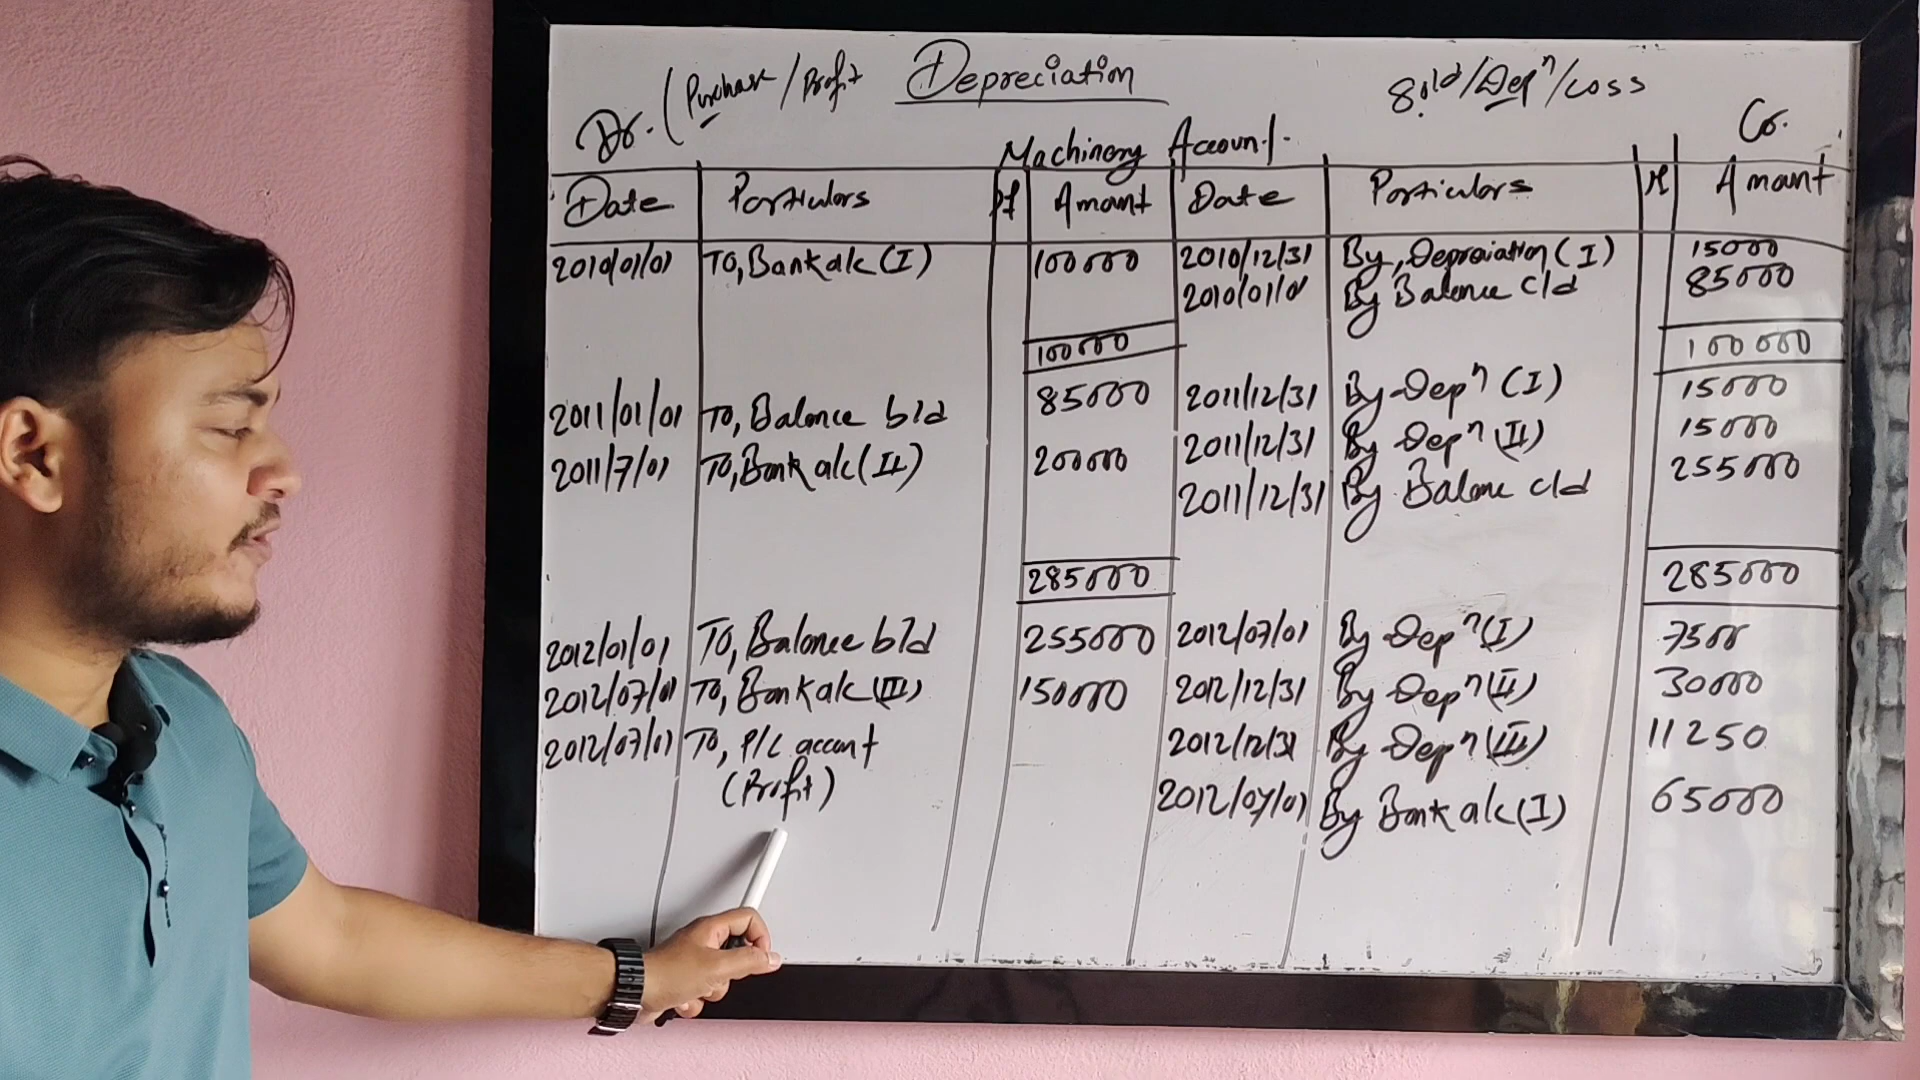 Depreciation
Dr. (Purchase/Profit
Sold/Depn/Loss
Cr.
Machinery Account.
Date Particulars Pf Amount Date Particulars Amount
2010/01/01 To, Bank a/c (I) 100000 2010/12/31 By, Depreciation (I) 15000
2010/01/01 By Balance c/d 85000
100000 100000
2011/01/01 To, Balance b/d 85000 2011/12/31 By Depn (I) 15000
2011/7/01 To, Bank a/c (II) 200000 2011/12/31 By Depn (II) 15000
2011/12/31 By Balance c/d 255000
285000 285000
2012/01/01 To, Balance b/d 255000 2012/07/01 By Depn (I) 7500
2012/07/01 To, Bank a/c (III) 150000 2012/12/31 By Depn (II) 30000
2012/07/01 To, P/L account 2012/12/31 By Depn (III) 11250
(Profit) 2012/07/01 By Bank a/c (I) 65000